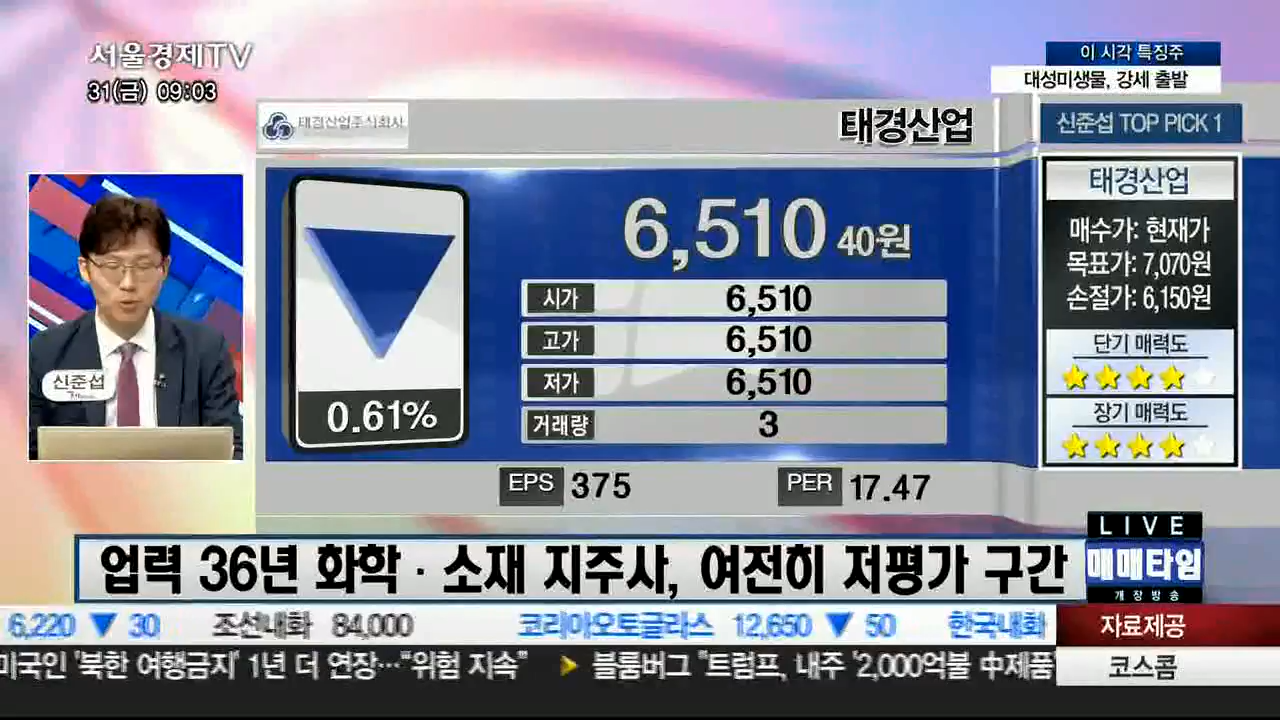 서울경제TV
31(금) 09:03
이 시각 특징주
대성미생물, 강세 출발
태경산업주식회사
태경산업
신준섭 TOP PICK 1
6,510 40원
시가 6,510
고가 6,510
저가 6,510
거래량 3
0.61%
EPS 375
PER 17.47
태경산업
매수가: 현재가
목표가: 7,070원
손절가: 6,150원
단기 매력도
장기 매력도
신준섭
업력 36년 화학·소재 지주사, 여전히 저평가 구간
LIVE
매매타임
개장방송
6,220 ▼ 30 조선내화 84,000 코리아오토글라스 12,650 ▼ 50 한국내화
자료제공
미국인 '북한 여행금지' 1년 더 연장…"위험 지속" ▶ 블룸버그 "트럼프, 내주 '2,000억불 中제품
코스콤